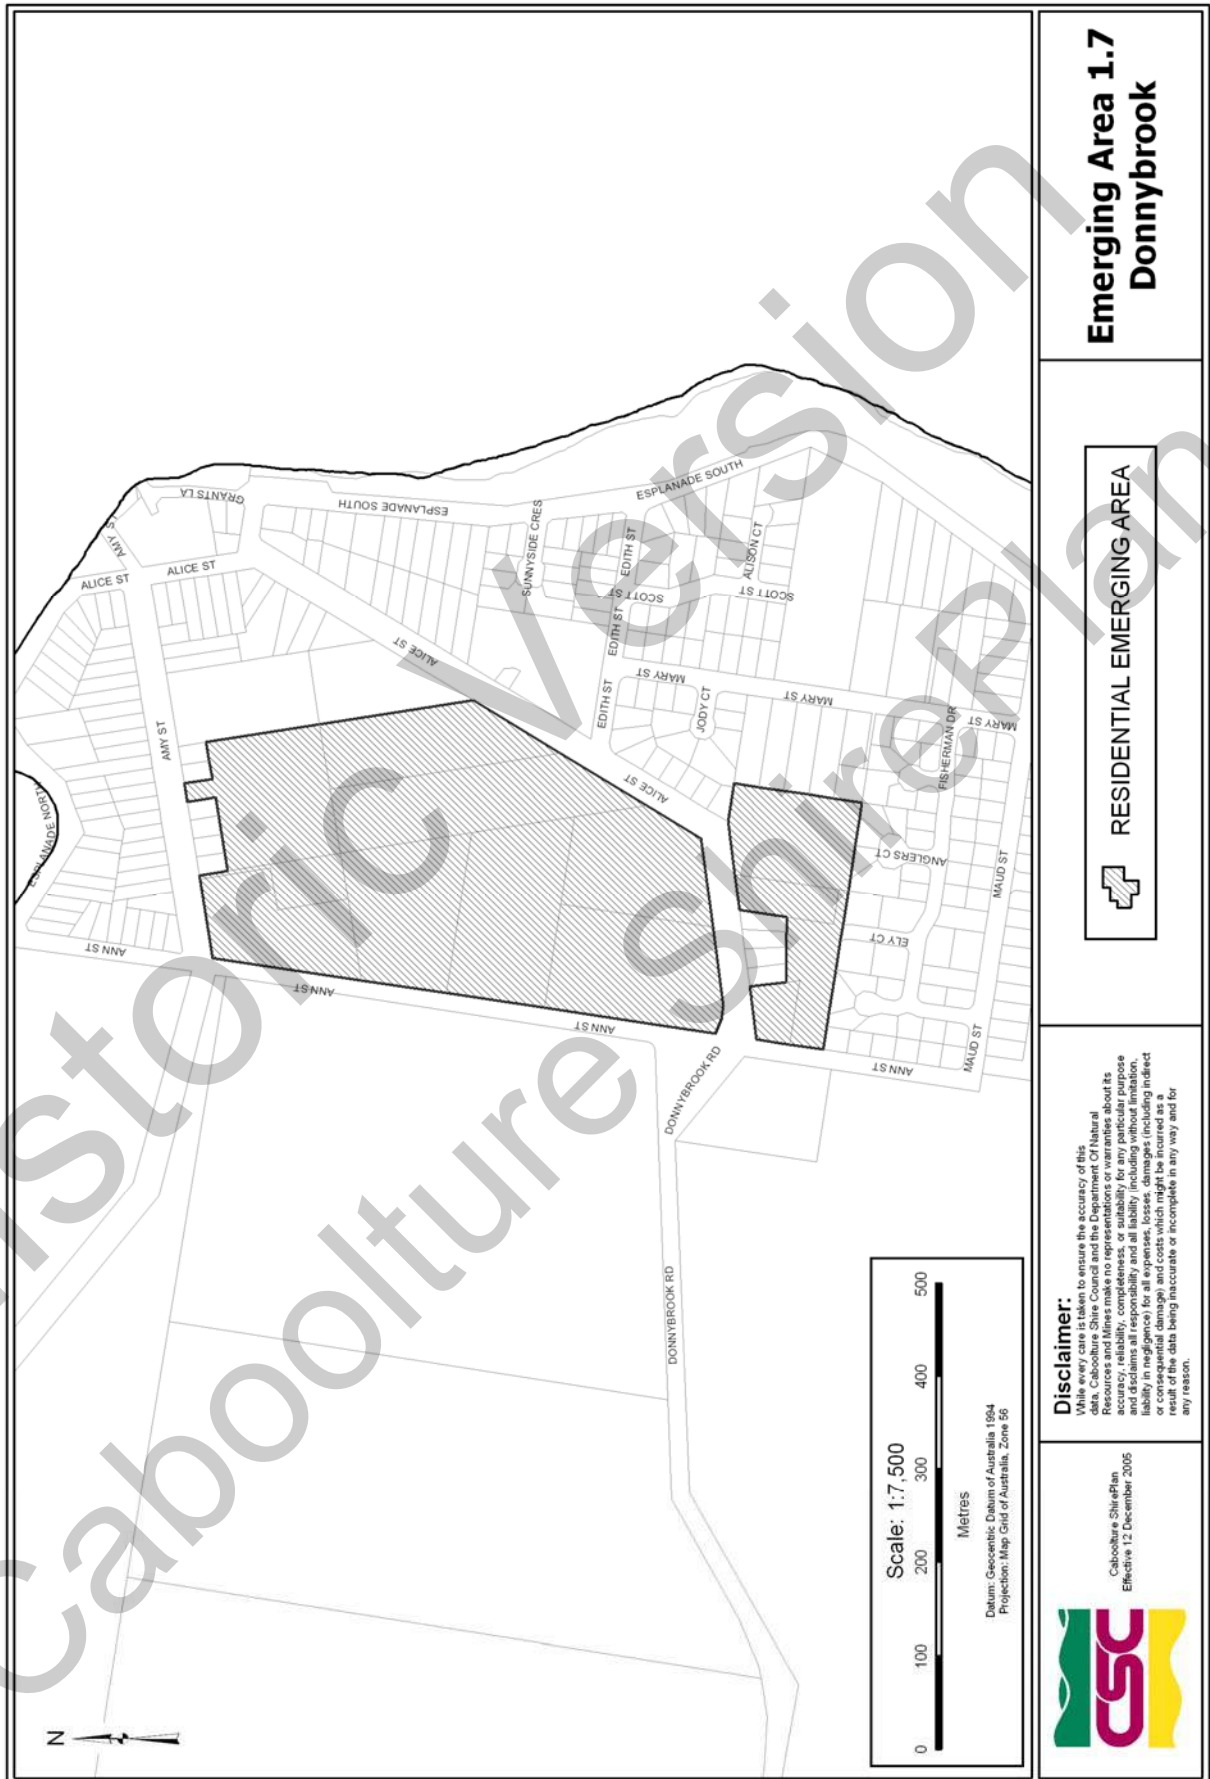 Emerging Area 1.7
Donnybrook
RESIDENTIAL EMERGING AREA
Disclaimer:
While every care is taken to ensure the accuracy of this
data, Caboolture Shire Council and the Department Of Natural
Resources and Mines make no representations or warranties about its
accuracy, reliability, completeness, or suitability for any particular purpose
and disclaims all responsibility and all liability (including without limitation,
liability in negligence) for all expenses, losses, damages (including indirect
or consequential damage) and costs which might be incurred as a
result of the data being inaccurate or incomplete in any way and for
any reason.
Caboolture ShirePlan
Effective 12 December 2005
CSC
N
Scale: 1:7,500
0 100 200 300 400 500
Metres
Datum: Geocentric Datum of Australia 1994
Projection: Map Grid of Australia, Zone 56
ESPLANADE NORTH
ANN ST
AMY ST
ALICE ST
AMY ST
ALICE ST
GRANTS LA
ESPLANADE SOUTH
ALICE ST
SUNNYSIDE CRES
ESPLANADE SOUTH
EDITH ST
EDITH ST
EDITH ST
SCOTT ST
SCOTT ST
ALISON CT
MARY ST
MARY ST
MARY ST
JODY CT
ALICE ST
FISHERMAN DR
ANGLERS CT
ELY CT
MAUD ST
MAUD ST
ANN ST
ANN ST
ANN ST
DONNYBROOK RD
DONNYBROOK RD
Historic Version
Caboolture ShirePlan